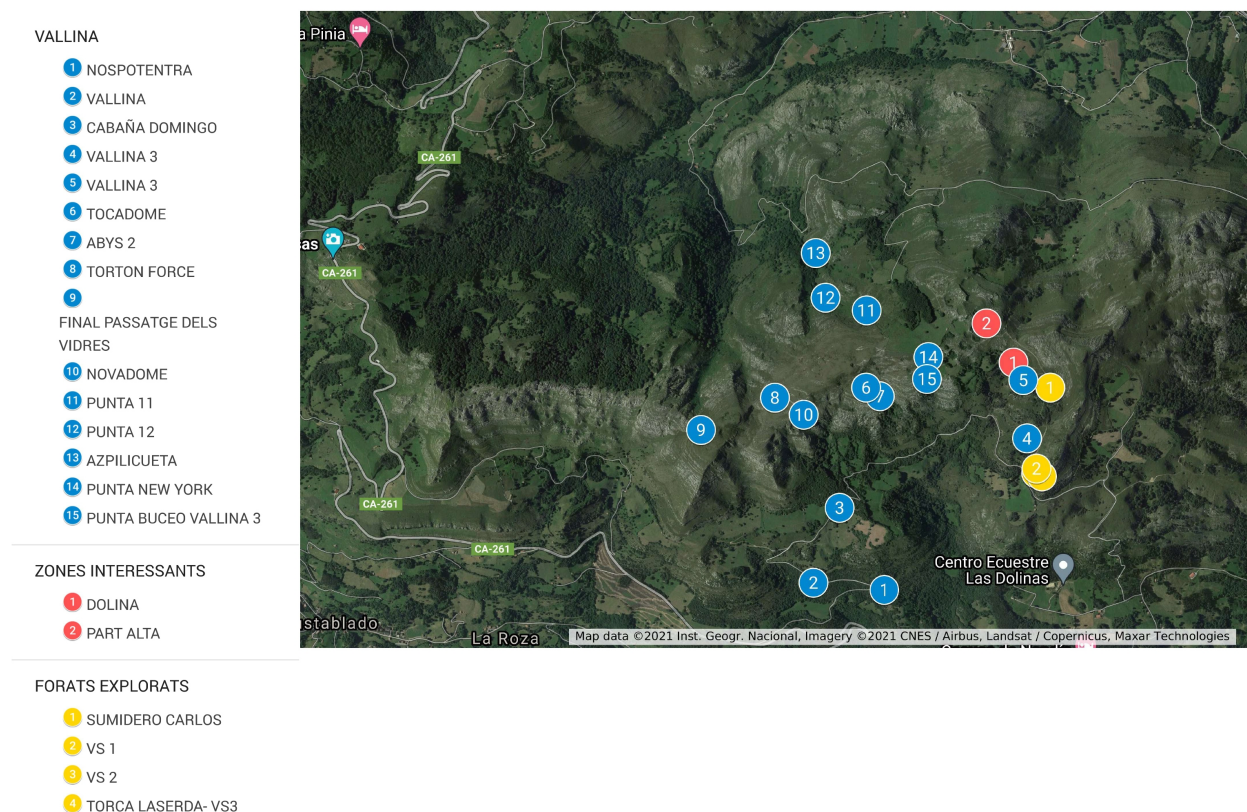 VALLINA
1 NOSPOTENTRA
2 VALLINA
3 CABAÑA DOMINGO
4 VALLINA 3
5 VALLINA 3
6 TOCADOME
7 ABYS 2
8 TORTON FORCE
9
FINAL PASSATGE DELS
VIDRES
10 NOVADOME
11 PUNTA 11
12 PUNTA 12
13 AZPILICUETA
14 PUNTA NEW YORK
15 PUNTA BUCEO VALLINA 3
ZONES INTERESSANTS
1 DOLINA
2 PART ALTA
FORATS EXPLORATS
1 SUMIDERO CARLOS
2 VS 1
3 VS 2
4 TORCA LASERDA- VS3
a Pinia
CA-261
sas
CA-261
13
12
11
2
14
1
15
5
1
6
7
8
10
9
4
2
CA-261
3
CA-261
Centro Ecuestre
Las Dolinas
2
1
ustablado
La Roza
Map data ©2021 Inst. Geogr. Nacional, Imagery ©2021 CNES / Airbus, Landsat / Copernicus, Maxar Technologies